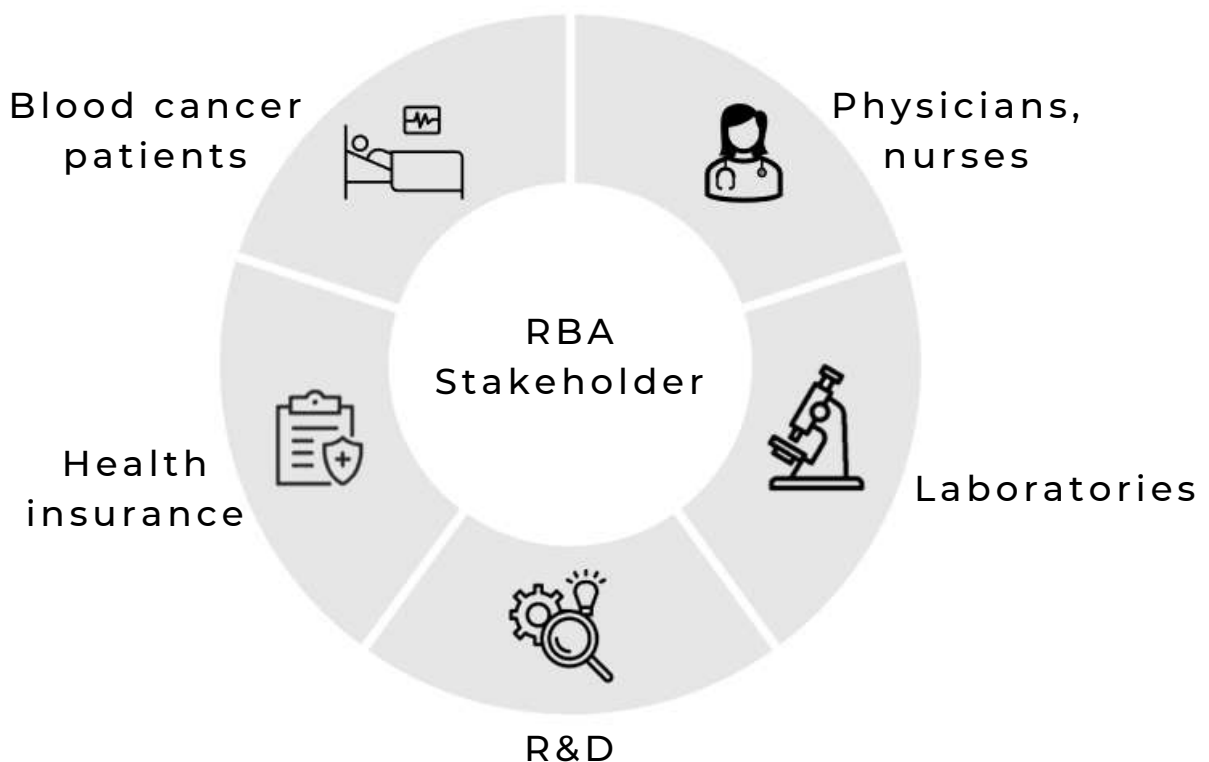 Blood cancer
patients
Physicians,
nurses
RBA
Stakeholder
Health
insurance
Laboratories
R&D